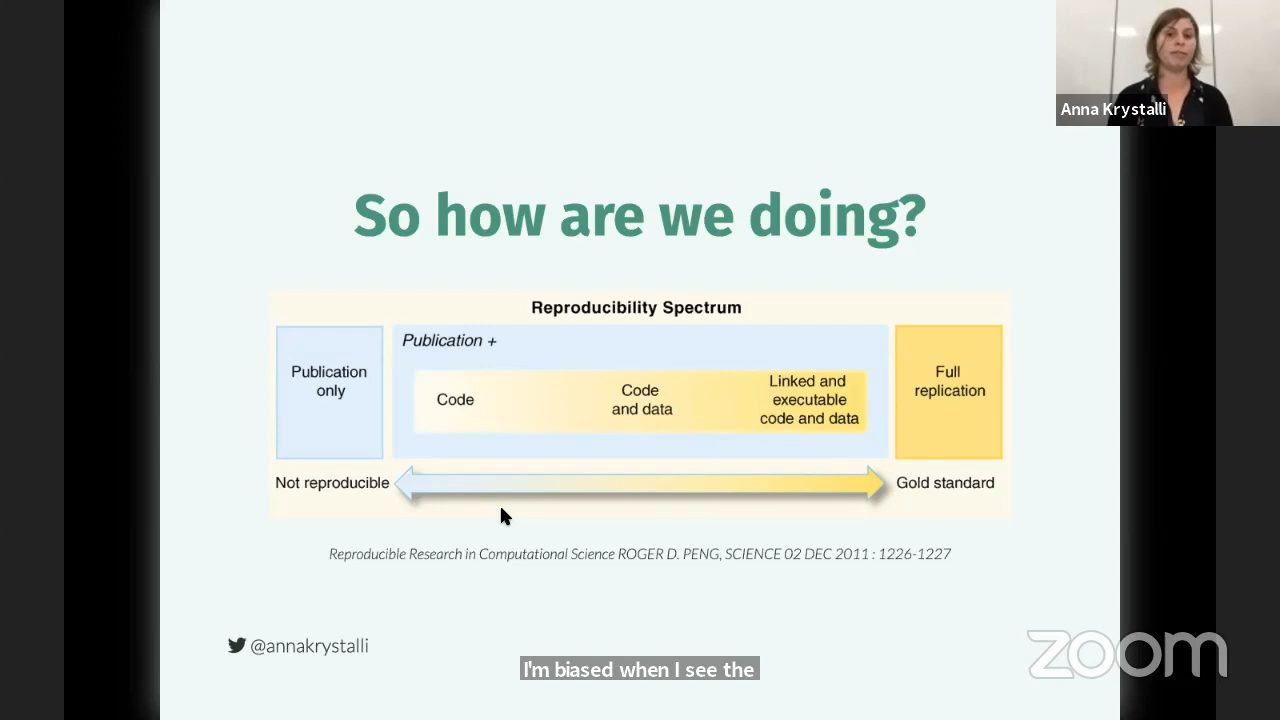 Anna Krystalli
So how are we doing?
Reproducibility Spectrum
Publication
only
Publication +
Code
Code
and data
Linked and
executable
code and data
Full
replication
Not reproducible
Gold standard
Reproducible Research in Computational Science ROGER D. PENG, SCIENCE 02 DEC 2011 : 1226-1227
@annakrystalli
I'm biased when I see the
zoom